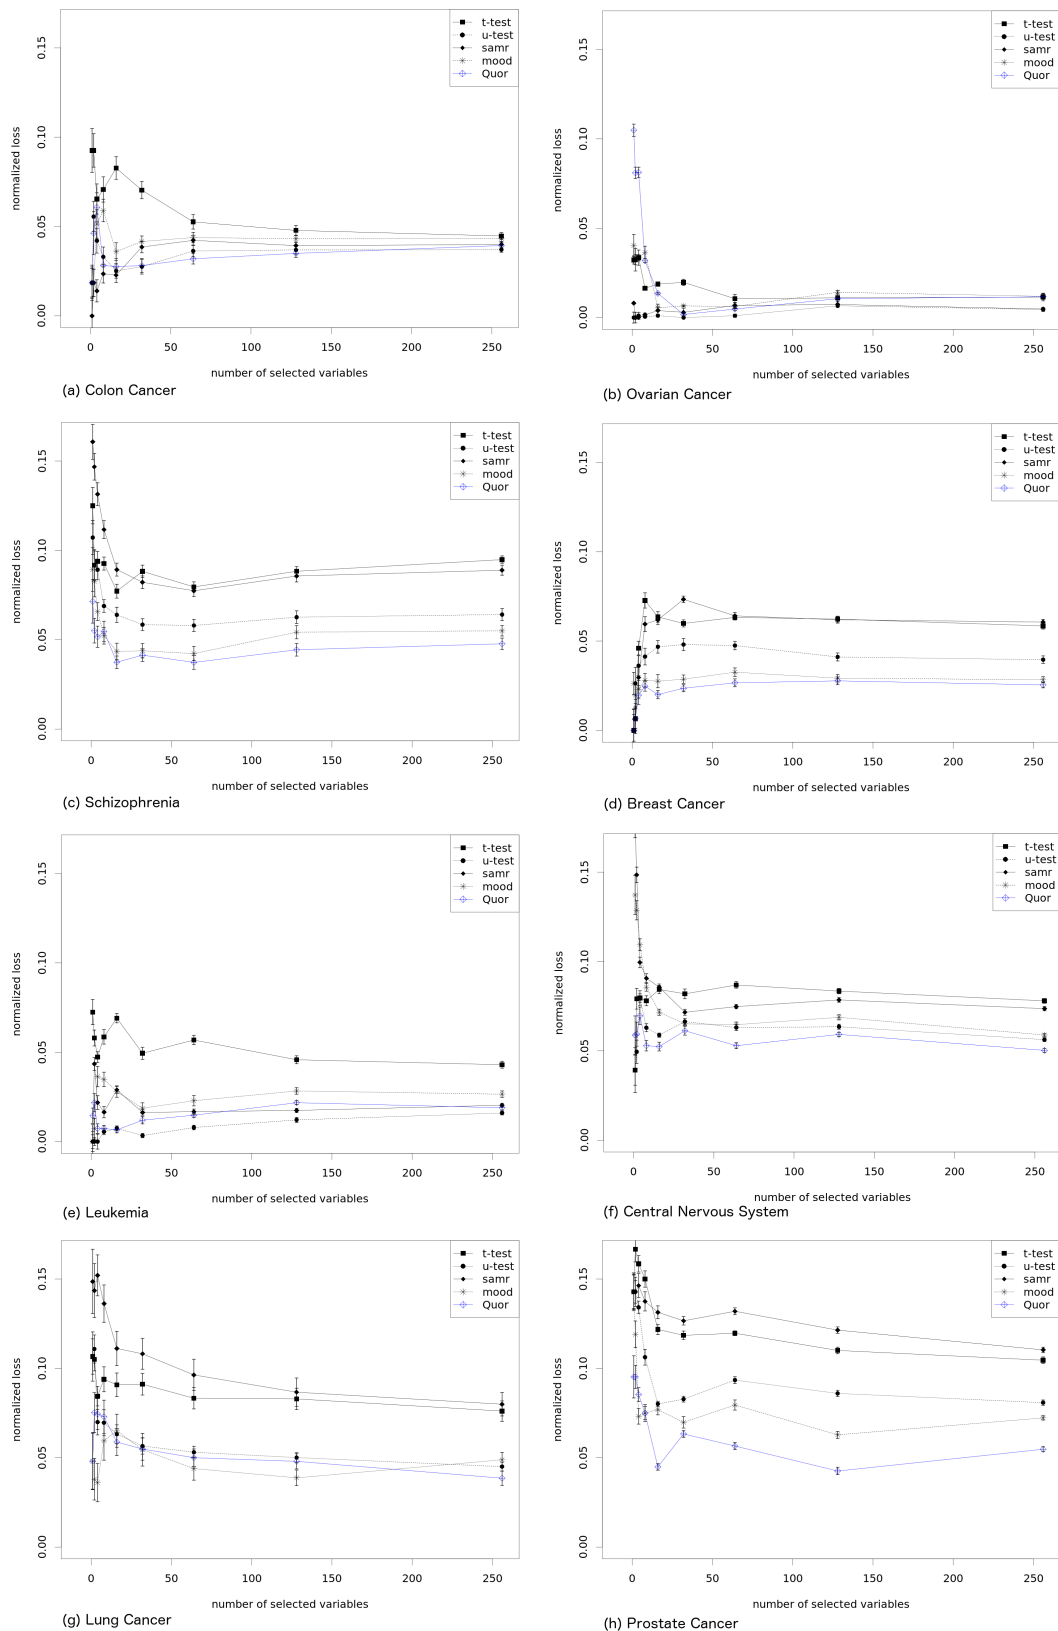 normalized loss
0.00
0.05
0.10
0.15
t-test
u-test
samr
mood
Quor
0 50 100 150 200 250
number of selected variables
(a) Colon Cancer
normalized loss
0.00
0.05
0.10
0.15
t-test
u-test
samr
mood
Quor
0 50 100 150 200 250
number of selected variables
(b) Ovarian Cancer
normalized loss
0.00
0.05
0.10
0.15
t-test
u-test
samr
mood
Quor
0 50 100 150 200 250
number of selected variables
(c) Schizophrenia
normalized loss
0.00
0.05
0.10
0.15
t-test
u-test
samr
mood
Quor
0 50 100 150 200 250
number of selected variables
(d) Breast Cancer
normalized loss
0.00
0.05
0.10
0.15
t-test
u-test
samr
mood
Quor
0 50 100 150 200 250
number of selected variables
(e) Leukemia
normalized loss
0.00
0.05
0.10
0.15
t-test
u-test
samr
mood
Quor
0 50 100 150 200 250
number of selected variables
(f) Central Nervous System
normalized loss
0.00
0.05
0.10
0.15
t-test
u-test
samr
mood
Quor
0 50 100 150 200 250
number of selected variables
(g) Lung Cancer
normalized loss
0.00
0.05
0.10
0.15
t-test
u-test
samr
mood
Quor
0 50 100 150 200 250
number of selected variables
(h) Prostate Cancer